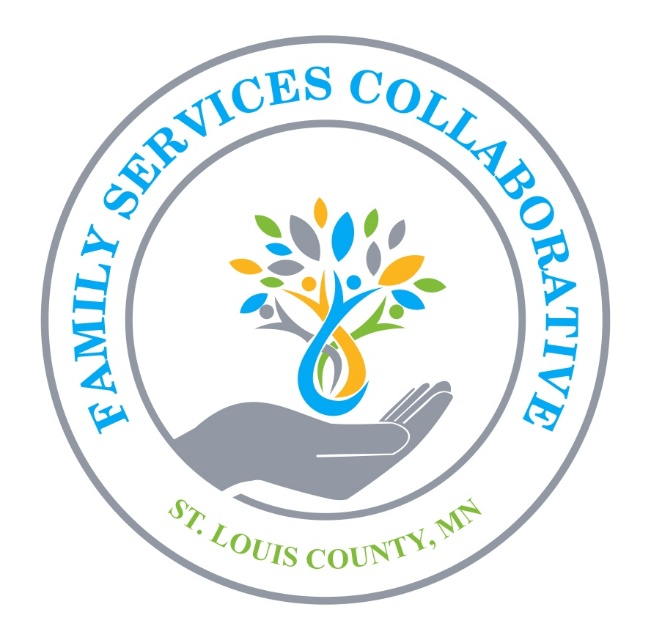 FAMILY SERVICES COLLABORATIVE
ST. LOUIS COUNTY, MN